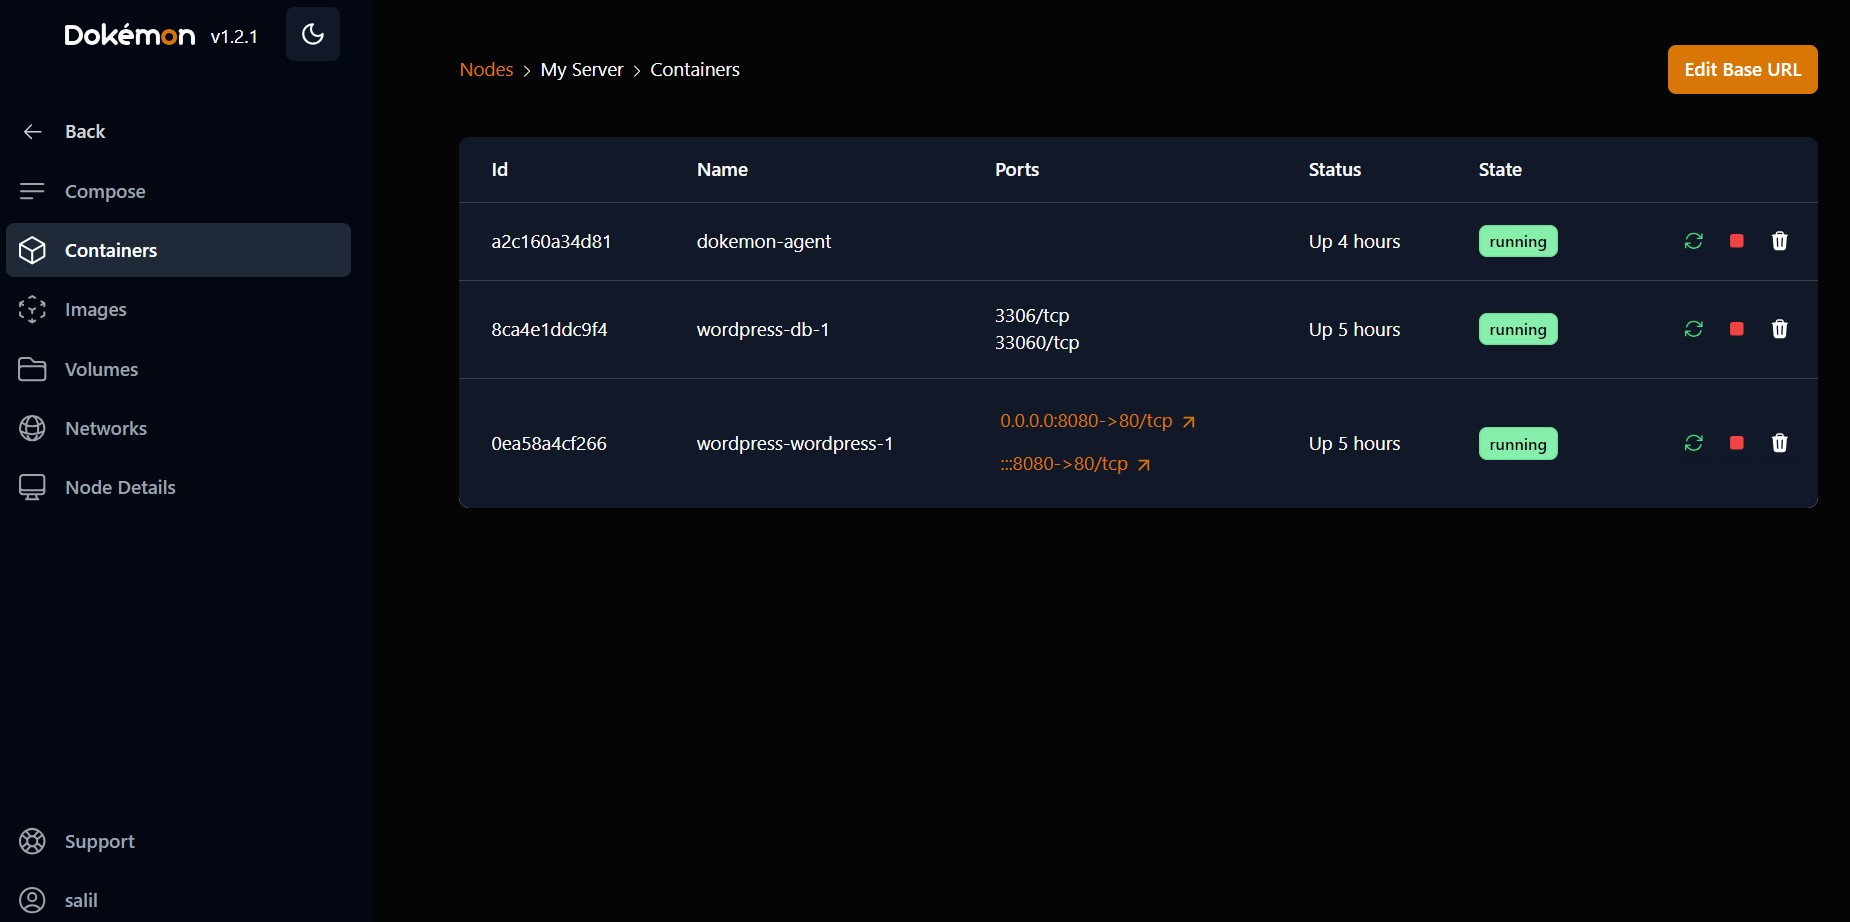 Dokémon v1.2.1
Back
Compose
Containers
Images
Volumes
Networks
Node Details
Support
salil
Nodes > My Server > Containers
Edit Base URL
Id Name Ports Status State
a2c160a34d81 dokemon-agent Up 4 hours running
8ca4e1ddc9f4 wordpress-db-1 3306/tcp Up 5 hours running
33060/tcp
0ea58a4cf266 wordpress-wordpress-1 0.0.0.0:8080->80/tcp Up 5 hours running
:::8080->80/tcp